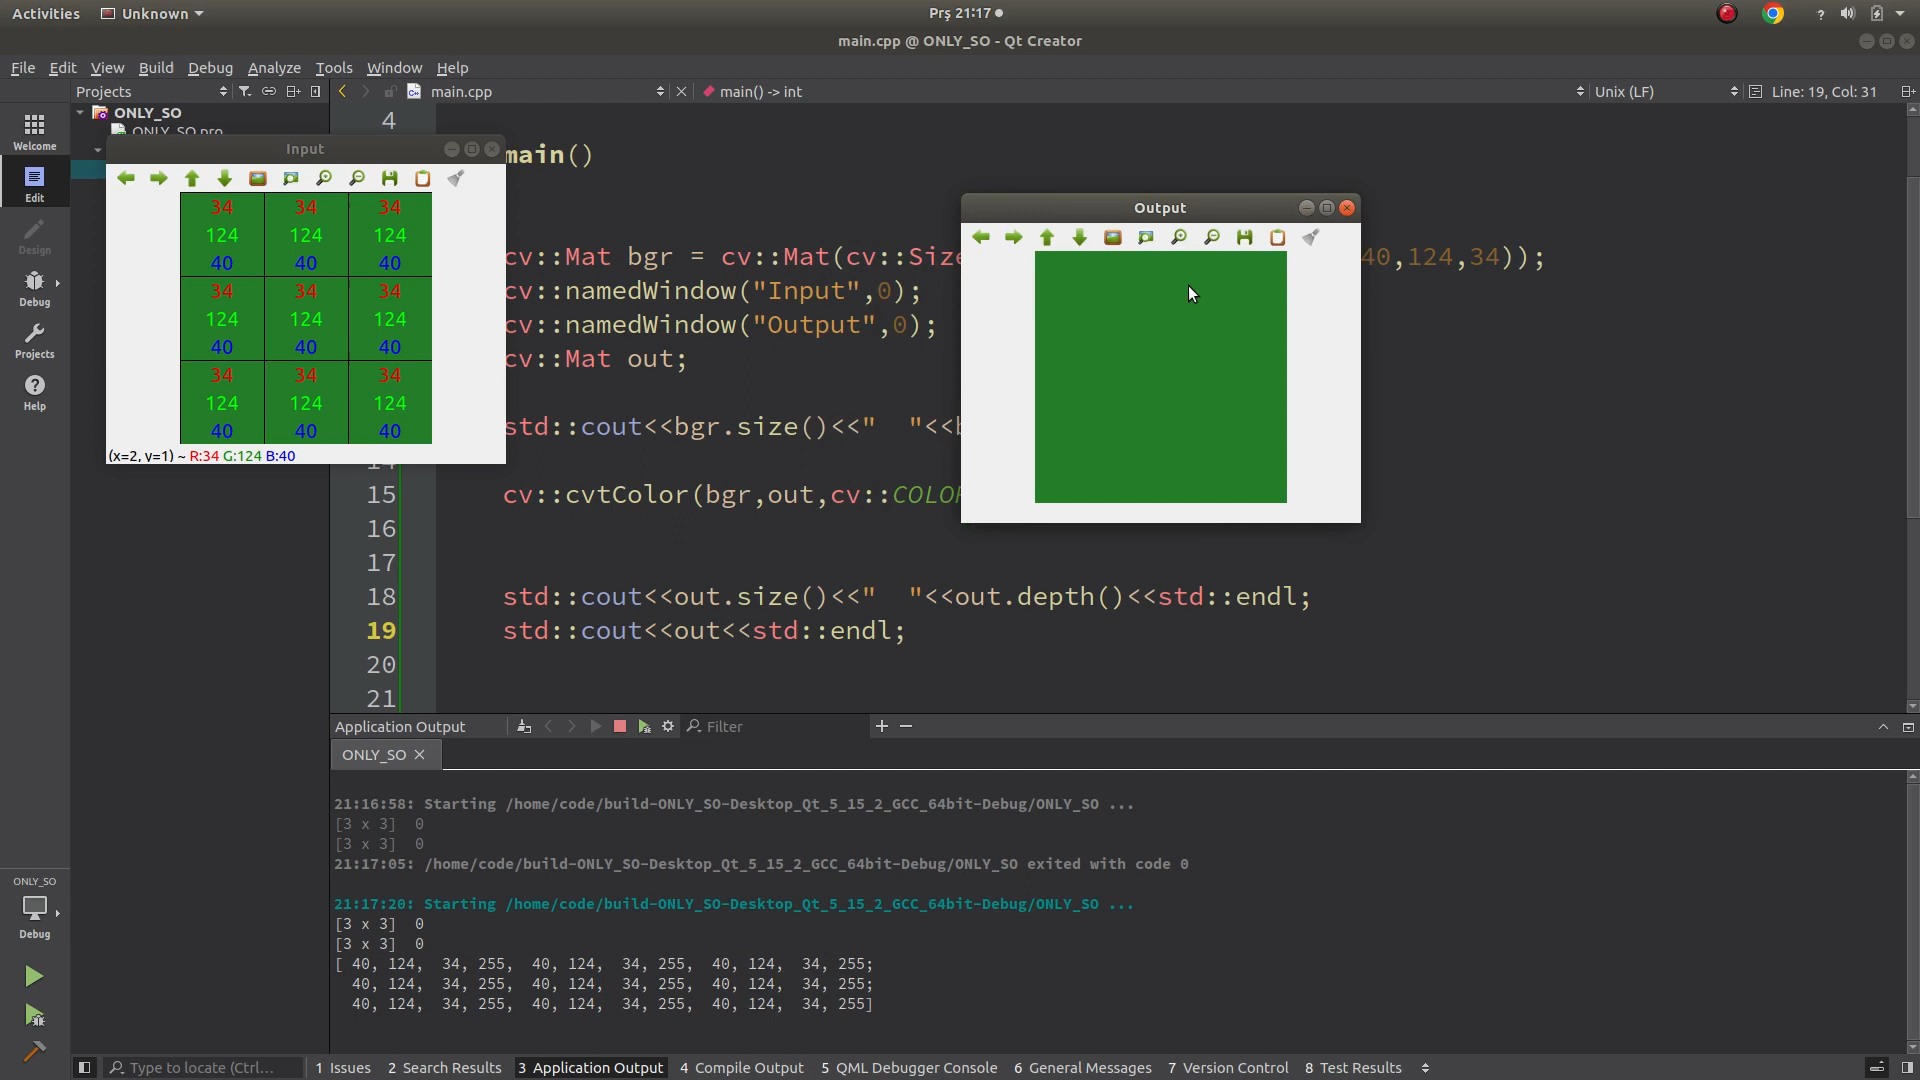 Activities Unknown Prş 21:17 ?
main.cpp @ ONLY_SO - Qt Creator
File Edit View Build Debug Analyze Tools Window Help
Projects main.cpp main() -> int Unix (LF) Line: 19, Col: 31
ONLY_SO
ONLY_SO.pro
Welcome
Edit
Design
Debug
Projects
Help
Input
34 34 34
124 124 124
40 40 40
34 34 34
124 124 124
40 40 40
34 34 34
124 124 124
40 40 40
(x=2, y=1) ~ R:34 G:124 B:40
Output
4
main()
cv::Mat bgr = cv::Mat(cv::Size
40,124,34));
cv::namedWindow("Input",0);
cv::namedWindow("Output",0);
cv::Mat out;
std::cout<<bgr.size()<<"  "<<b
14
15 cv::cvtColor(bgr,out,cv::COLOR
16
17
18 std::cout<<out.size()<<"  "<<out.depth()<<std::endl;
19 std::cout<<out<<std::endl;
20
21
Application Output Filter
ONLY_SO
21:16:58: Starting /home/code/build-ONLY_SO-Desktop_Qt_5_15_2_GCC_64bit-Debug/ONLY_SO ...
[3 x 3]  0
[3 x 3]  0
21:17:05: /home/code/build-ONLY_SO-Desktop_Qt_5_15_2_GCC_64bit-Debug/ONLY_SO exited with code 0
21:17:20: Starting /home/code/build-ONLY_SO-Desktop_Qt_5_15_2_GCC_64bit-Debug/ONLY_SO ...
[3 x 3]  0
[3 x 3]  0
[ 40, 124,  34, 255,  40, 124,  34, 255,  40, 124,  34, 255;
  40, 124,  34, 255,  40, 124,  34, 255,  40, 124,  34, 255;
  40, 124,  34, 255,  40, 124,  34, 255,  40, 124,  34, 255]
ONLY_SO
Debug
Type to locate (Ctrl... 1 Issues 2 Search Results 3 Application Output 4 Compile Output 5 QML Debugger Console 6 General Messages 7 Version Control 8 Test Results